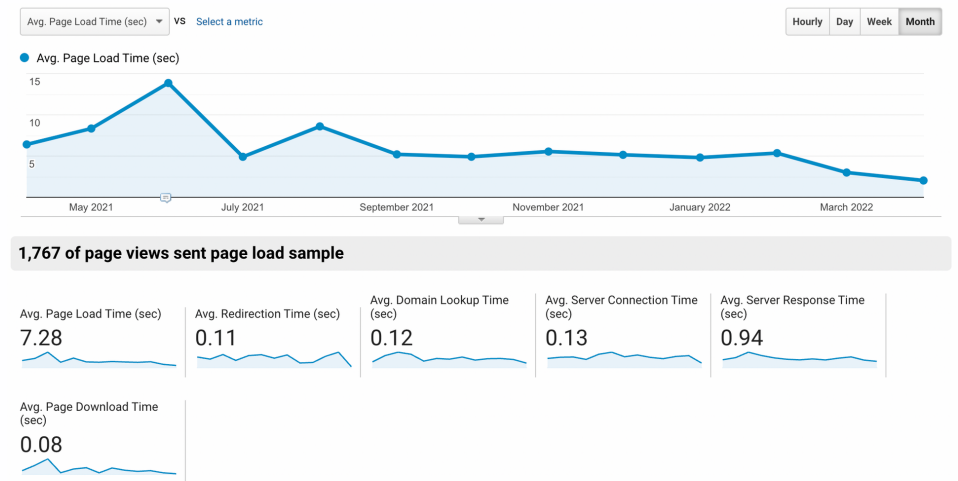 Avg. Page Load Time (sec) VS Select a metric Hourly Day Week Month
Avg. Page Load Time (sec)
15
10
5
May 2021 July 2021 September 2021 November 2021 January 2022 March 2022
1,767 of page views sent page load sample
Avg. Page Load Time (sec)
7.28
Avg. Redirection Time (sec)
0.11
Avg. Domain Lookup Time
(sec)
0.12
Avg. Server Connection Time
(sec)
0.13
Avg. Server Response Time
(sec)
0.94
Avg. Page Download Time
(sec)
0.08